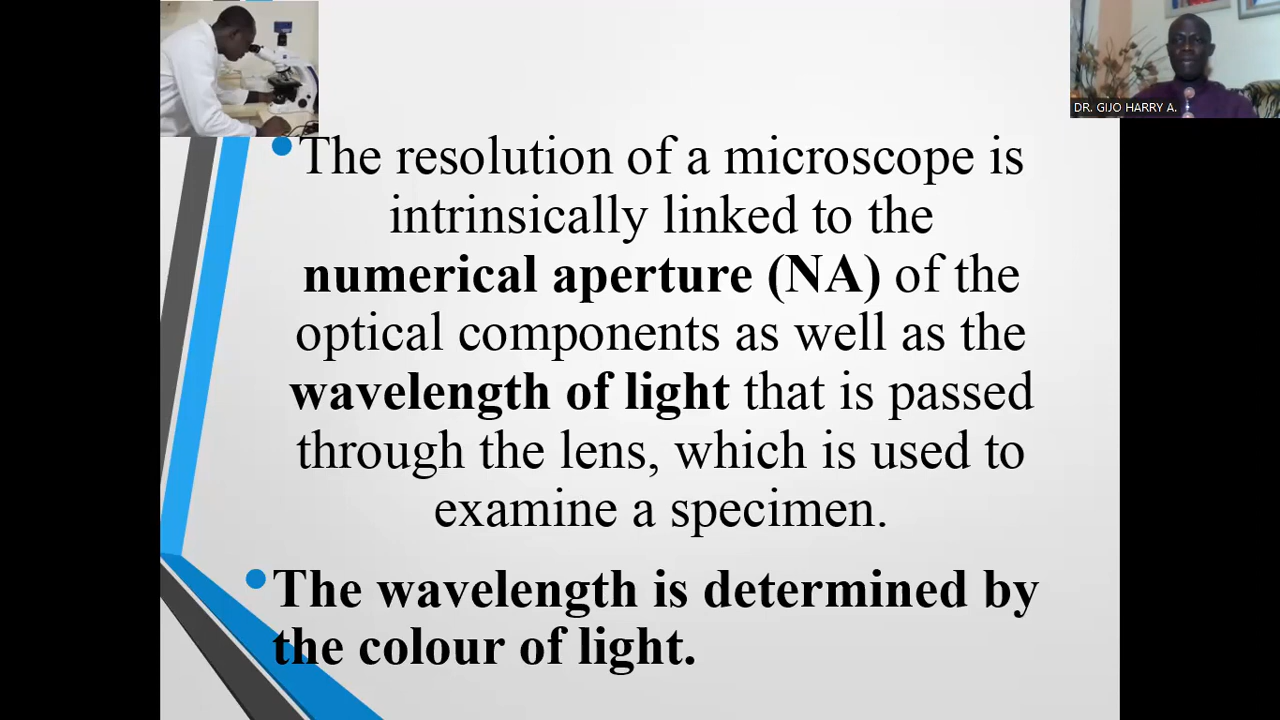 DR. GIJO HARRY A.
•The resolution of a microscope is
intrinsically linked to the
numerical aperture (NA) of the
optical components as well as the
wavelength of light that is passed
through the lens, which is used to
examine a specimen.
•The wavelength is determined by
the colour of light.